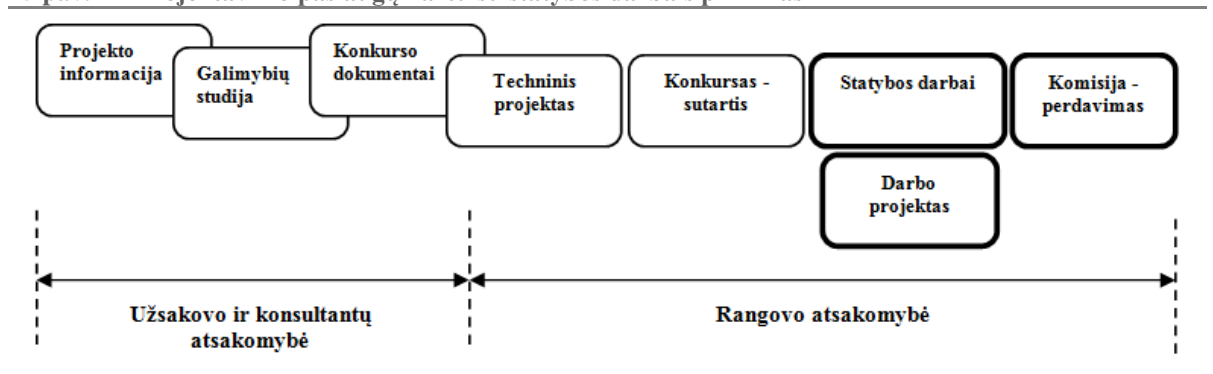 Projekto
informacija
Galimybių
studija
Konkurso
dokumentai
Techninis
projektas
Konkursas -
sutartis
Statybos darbai
Komisija -
perdavimas
Darbo
projektas
Užsakovo ir konsultantų
atsakomybė
Rangovo atsakomybė